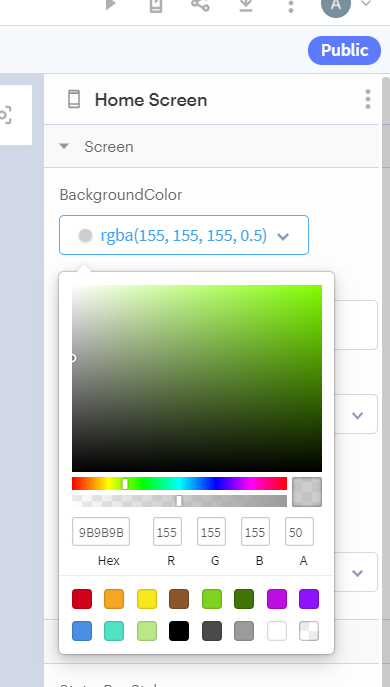 A
Public
Home Screen
Screen
BackgroundColor
rgba(155, 155, 155, 0.5)
9B9B9B 155 155 155 50
Hex R G B A